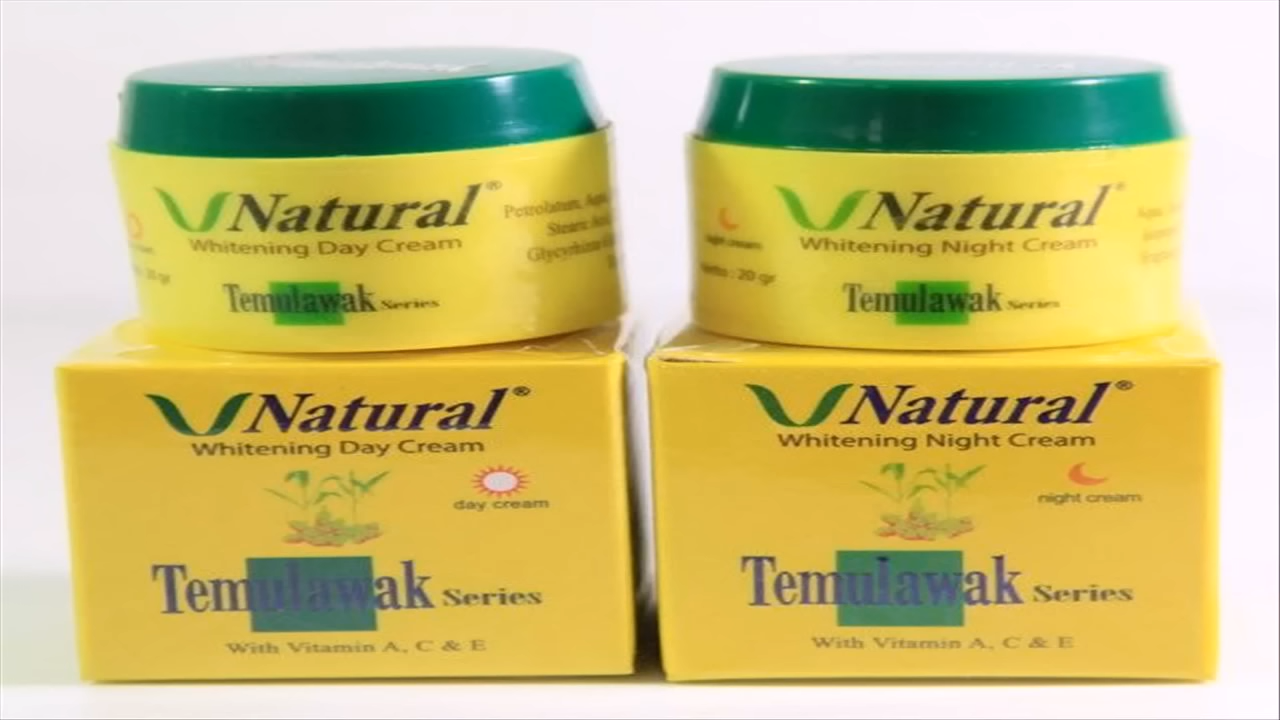 VNatural®
Whitening Day Cream
Temulawak Series
Petrolatum, Aqua,
Stearic
VNatural®
Whitening Night Cream
Temulawak Series
night cream
: 20 gr
VNatural®
Whitening Day Cream
day cream
Temulawak Series
With Vitamin A, C & E
VNatural®
Whitening Night Cream
night cream
Temulawak Series
With Vitamin A, C & E